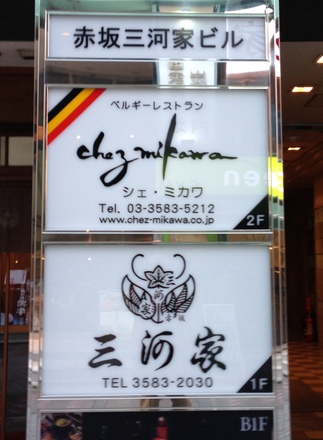 赤坂三河家ビル
ベルギーレストラン
chez mikawa
シェ・ミカワ
Tel. 03-3583-5212
www.chez-mikawa.co.jp
2F
三河家
TEL 3583-2030
1F
B1F